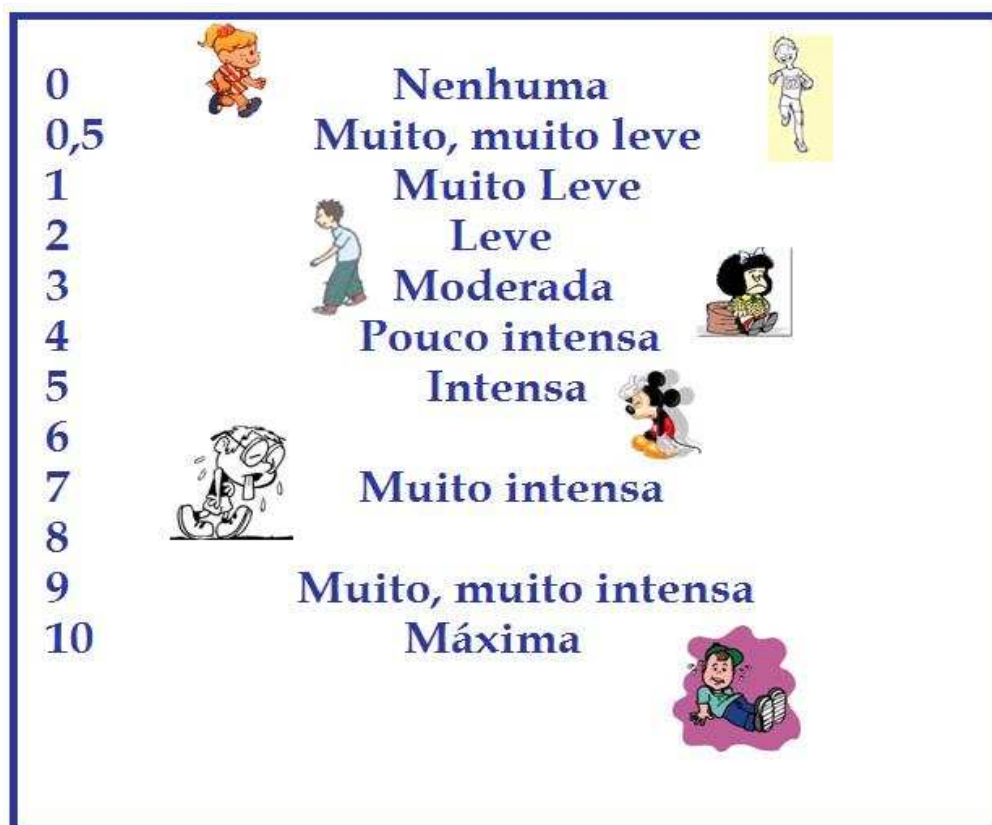 0 Nenhuma
0,5 Muito, muito leve
1 Muito Leve
2 Leve
3 Moderada
4 Pouco intensa
5 Intensa
6
7 Muito intensa
8
9 Muito, muito intensa
10 Máxima